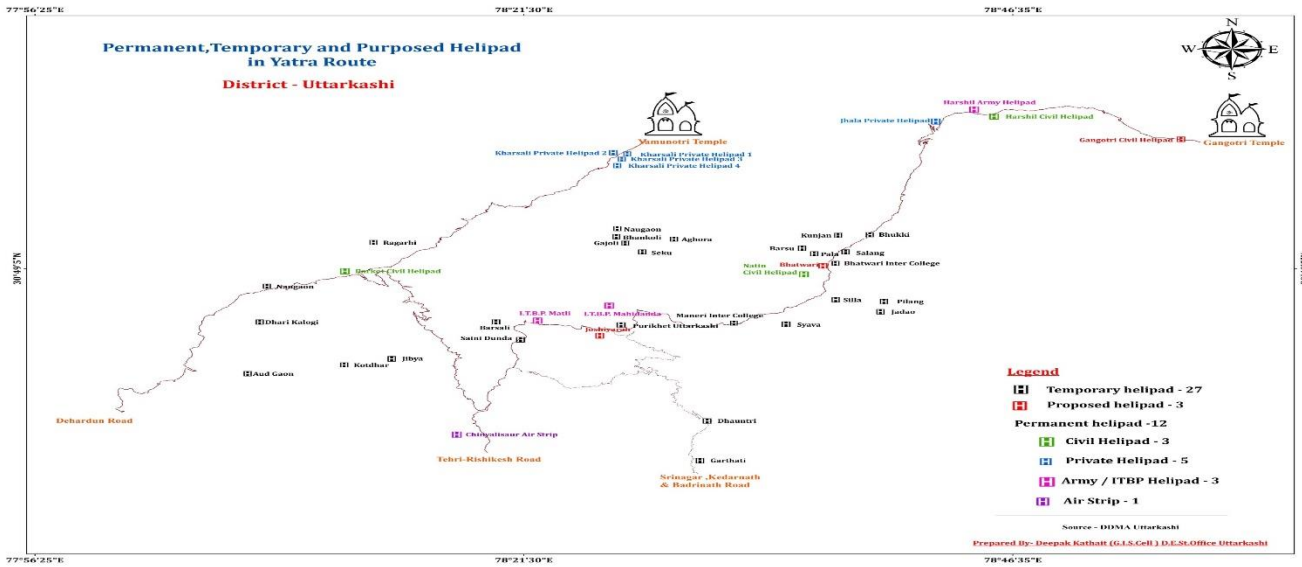 77°56'25"E
78°21'30"E
78°46'35"E
Permanent,Temporary and Purposed Helipad
in Yatra Route
District - Uttarkashi
N
W
E
S
Harshil Army Helipad
Jhala Private Helipad
Harshil Civil Helipad
Gangotri Civil Helipad
Gangotri Temple
Yamunotri Temple
Kharsali Private Helipad 2
Kharsali Private Helipad 1
Kharsali Private Helipad 3
Kharsali Private Helipad 4
Ragarhi
Naugaon
Bhankoli
Gajoli
Aghura
Seku
Kunjan
Bhukki
Barsu
Pala
Salang
Bhatwari
Bhatwari Inter College
Natin
Civil Helipad
30°49'5"N
Barkot Civil Helipad
Naugaon
Silla
Pilang
Jadao
I.T.B.P. Matli
I.T.B.P. Mahidanda
Maneri Inter College
Dhari Kalogi
Barsali
Purikhet Uttarkashi
Syava
Joshiyarah
Saini Dunda
Jibya
Kotdhar
Aud Gaon
Dehardun Road
Dhauntri
Chinyalisaur Air Strip
Tehri-Rishikesh Road
Garthati
Srinagar ,Kedarnath
& Badrinath Road
Legend
H Temporary helipad - 27
H Proposed helipad - 3
Permanent helipad -12
H Civil Helipad - 3
H Private Helipad - 5
H Army / ITBP Helipad - 3
H Air Strip - 1
Source - DDMA Uttarkashi
Prepared By- Deepak Kathait (G.I.S.Cell ) D.E.St.Office Uttarkashi
77°56'25"E
78°21'30"E
78°46'35"E